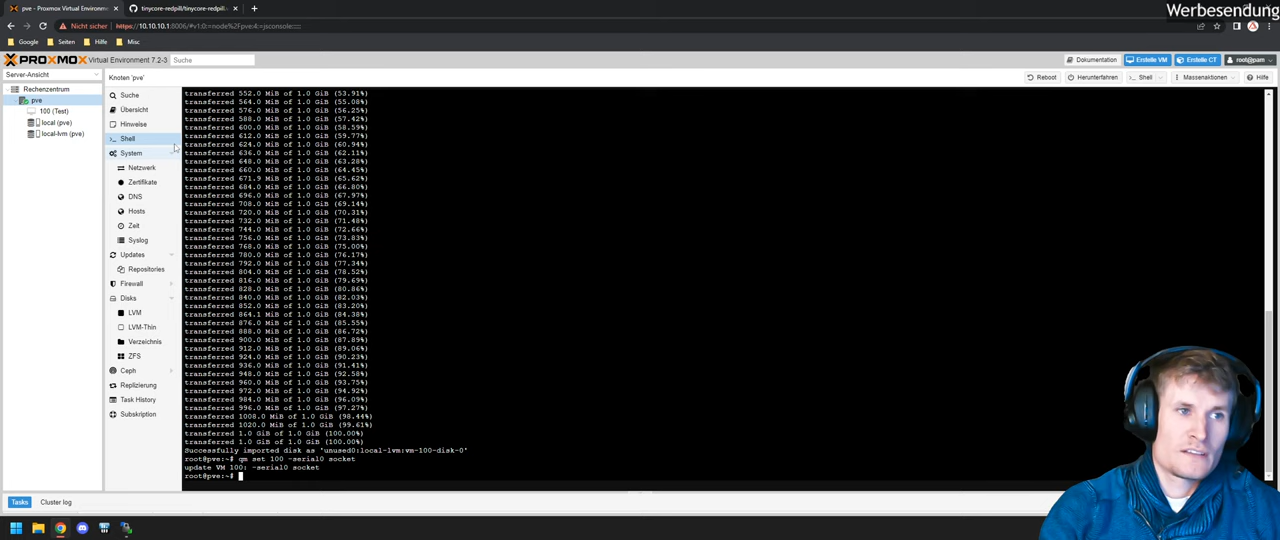 pve - Proxmox Virtual Environmen
tinycore-redpill/tinycore-redpill
Werbesendung
Nicht sicher
https://10.10.10.1:8006/#v1:0:=node%2Fpve:4:=jsconsole::::
Google
Seiten
Hilfe
Misc
PROXMOX
Virtual Environment 7.2-3
Suche
Dokumentation
Erstelle VM
Erstelle CT
root@pam
Server-Ansicht
Knoten 'pve'
Reboot
Herunterfahren
Shell
Massenaktionen
Hilfe
Rechenzentrum
pve
100 (Test)
local (pve)
local-lvm (pve)
Suche
Übersicht
Hinweise
Shell
System
Netzwerk
Zertifikate
DNS
Hosts
Zeit
Syslog
Updates
Repositories
Firewall
Disks
LVM
LVM-Thin
Verzeichnis
ZFS
Ceph
Replizierung
Task History
Subskription
transferred 552.0 MiB of 1.0 GiB (53.91%)
transferred 564.0 MiB of 1.0 GiB (55.08%)
transferred 576.0 MiB of 1.0 GiB (56.25%)
transferred 588.0 MiB of 1.0 GiB (57.42%)
transferred 600.0 MiB of 1.0 GiB (58.59%)
transferred 612.0 MiB of 1.0 GiB (59.77%)
transferred 624.0 MiB of 1.0 GiB (60.94%)
transferred 636.0 MiB of 1.0 GiB (62.11%)
transferred 648.0 MiB of 1.0 GiB (63.28%)
transferred 660.0 MiB of 1.0 GiB (64.45%)
transferred 671.9 MiB of 1.0 GiB (65.62%)
transferred 684.0 MiB of 1.0 GiB (66.80%)
transferred 696.0 MiB of 1.0 GiB (67.97%)
transferred 708.0 MiB of 1.0 GiB (69.14%)
transferred 720.0 MiB of 1.0 GiB (70.31%)
transferred 732.0 MiB of 1.0 GiB (71.48%)
transferred 744.0 MiB of 1.0 GiB (72.66%)
transferred 756.0 MiB of 1.0 GiB (73.83%)
transferred 768.0 MiB of 1.0 GiB (75.00%)
transferred 780.0 MiB of 1.0 GiB (76.17%)
transferred 792.0 MiB of 1.0 GiB (77.34%)
transferred 804.0 MiB of 1.0 GiB (78.52%)
transferred 816.0 MiB of 1.0 GiB (79.69%)
transferred 828.0 MiB of 1.0 GiB (80.86%)
transferred 840.0 MiB of 1.0 GiB (82.03%)
transferred 852.0 MiB of 1.0 GiB (83.20%)
transferred 864.1 MiB of 1.0 GiB (84.38%)
transferred 876.0 MiB of 1.0 GiB (85.55%)
transferred 888.0 MiB of 1.0 GiB (86.72%)
transferred 900.0 MiB of 1.0 GiB (87.89%)
transferred 912.0 MiB of 1.0 GiB (89.06%)
transferred 924.0 MiB of 1.0 GiB (90.23%)
transferred 936.0 MiB of 1.0 GiB (91.41%)
transferred 948.0 MiB of 1.0 GiB (92.58%)
transferred 960.0 MiB of 1.0 GiB (93.75%)
transferred 972.0 MiB of 1.0 GiB (94.92%)
transferred 984.0 MiB of 1.0 GiB (96.09%)
transferred 996.0 MiB of 1.0 GiB (97.27%)
transferred 1008.0 MiB of 1.0 GiB (98.44%)
transferred 1020.0 MiB of 1.0 GiB (99.61%)
transferred 1.0 GiB of 1.0 GiB (100.00%)
transferred 1.0 GiB of 1.0 GiB (100.00%)
Successfully imported disk as 'unused0:local-lvm:vm-100-disk-0'
root@pve:~# qm set 100 -serial0 socket
update VM 100: -serial0 socket
root@pve:~#
Tasks
Cluster log